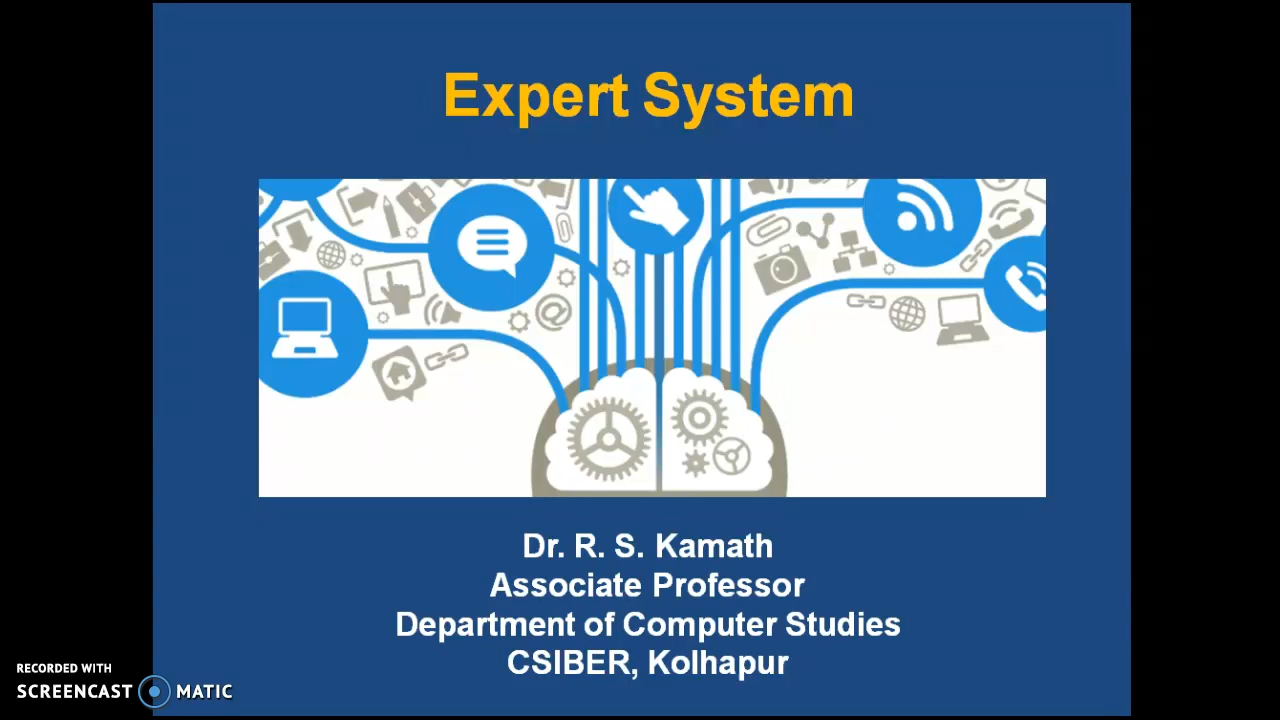 Expert System
Dr. R. S. Kamath
Associate Professor
Department of Computer Studies
CSIBER, Kolhapur
RECORDED WITH
SCREENCAST MATIC